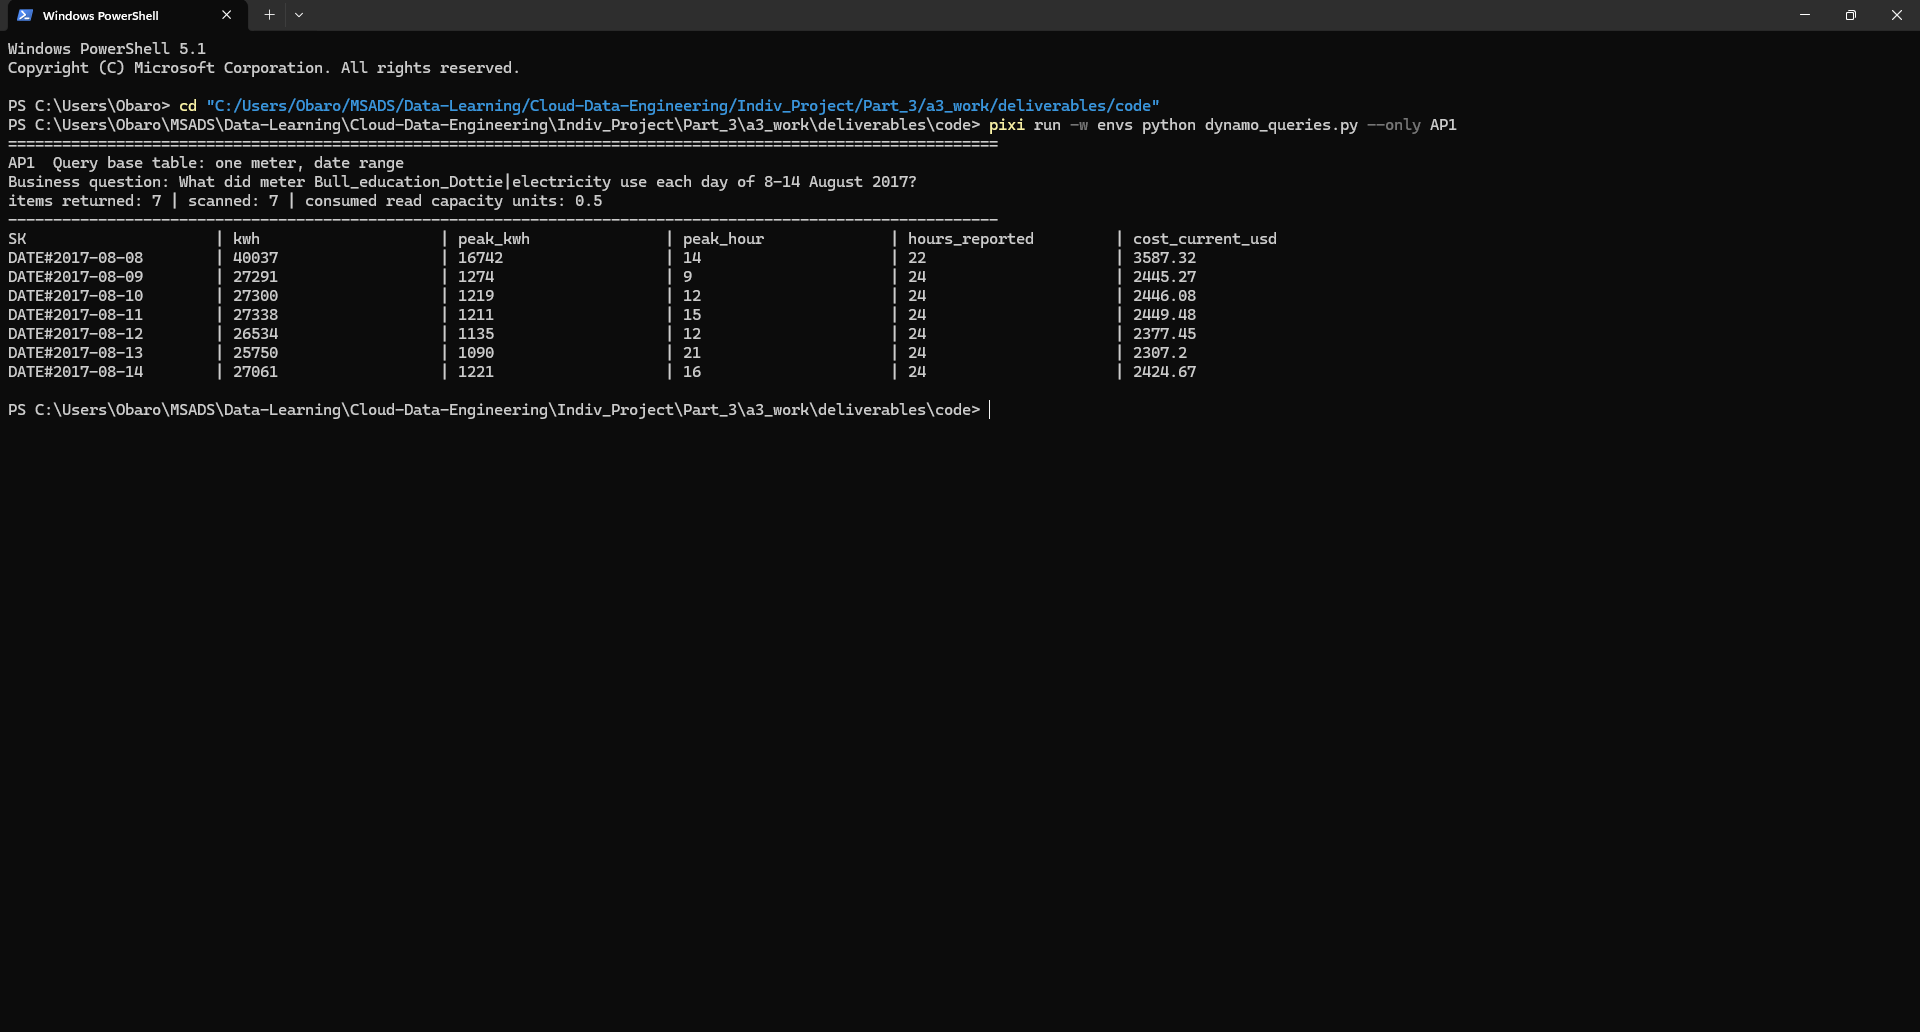 Windows PowerShell
Windows PowerShell 5.1
Copyright (C) Microsoft Corporation. All rights reserved.
PS C:\Users\Obaro> cd "C:/Users/Obaro/MSADS/Data-Learning/Cloud-Data-Engineering/Indiv_Project/Part_3/a3_work/deliverables/code"
PS C:\Users\Obaro\MSADS\Data-Learning\Cloud-Data-Engineering\Indiv_Project\Part_3\a3_work\deliverables\code> pixi run -w envs python dynamo_queries.py --only AP1
==============================================================================================================
AP1  Query base table: one meter, date range
Business question: What did meter Bull_education_Dottie|electricity use each day of 8-14 August 2017?
items returned: 7 | scanned: 7 | consumed read capacity units: 0.5
--------------------------------------------------------------------------------------------------------------
SK | kwh | peak_kwh | peak_hour | hours_reported | cost_current_usd
DATE#2017-08-08 | 40037 | 16742 | 14 | 22 | 3587.32
DATE#2017-08-09 | 27291 | 1274 | 9 | 24 | 2445.27
DATE#2017-08-10 | 27300 | 1219 | 12 | 24 | 2446.08
DATE#2017-08-11 | 27338 | 1211 | 15 | 24 | 2449.48
DATE#2017-08-12 | 26534 | 1135 | 12 | 24 | 2377.45
DATE#2017-08-13 | 25750 | 1090 | 21 | 24 | 2307.2
DATE#2017-08-14 | 27061 | 1221 | 16 | 24 | 2424.67
PS C:\Users\Obaro\MSADS\Data-Learning\Cloud-Data-Engineering\Indiv_Project\Part_3\a3_work\deliverables\code>